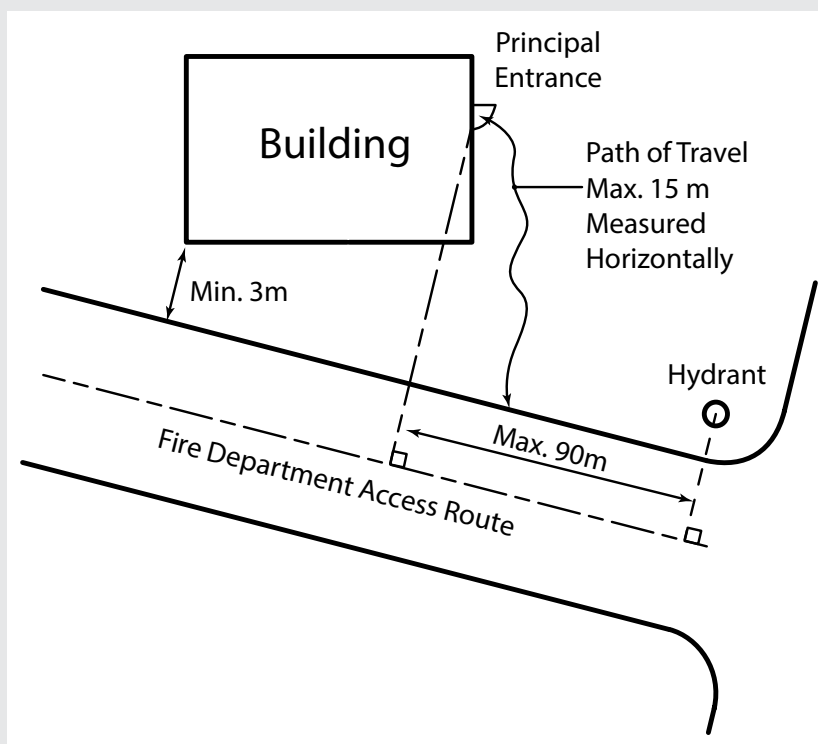 Principal
Entrance
Building
Path of Travel
Max. 15 m
Measured
Horizontally
Min. 3m
Hydrant
Max. 90m
Fire Department Access Route